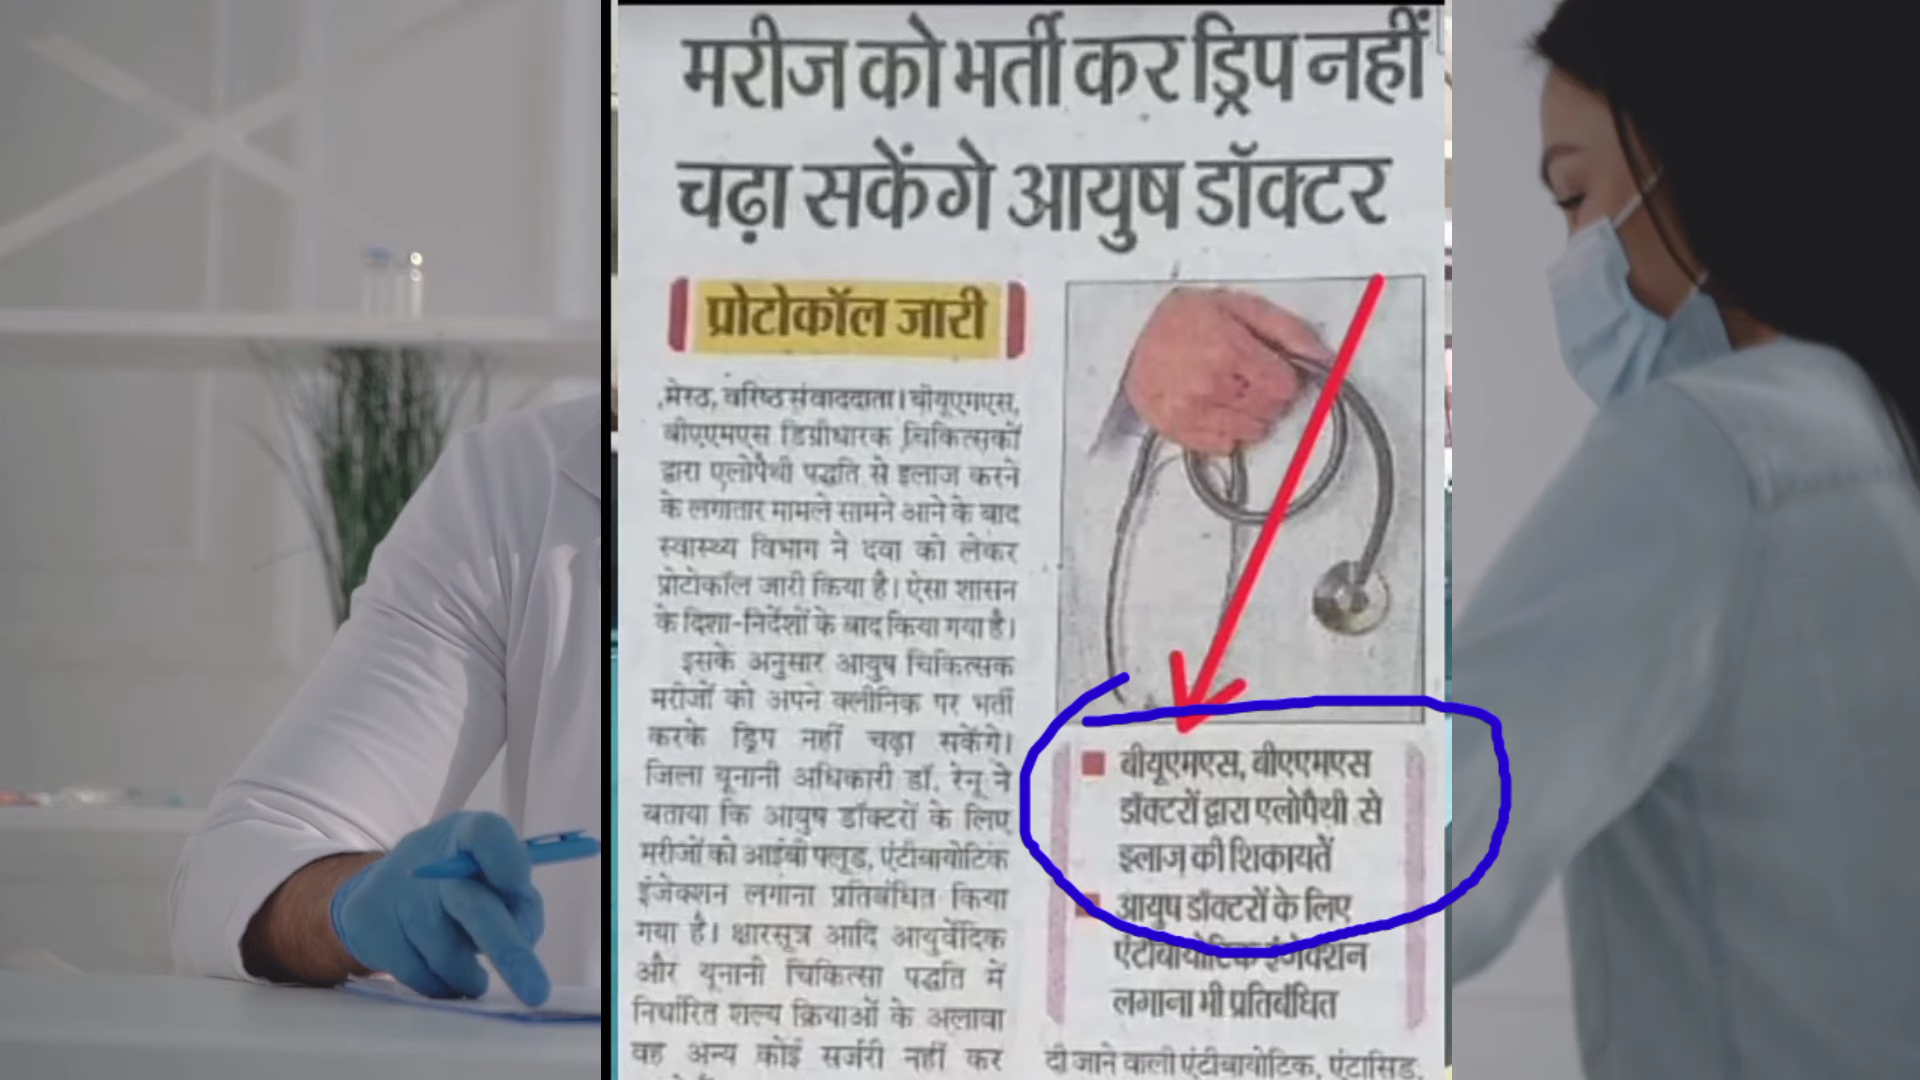 मरीज को भर्ती कर ड्रिप नहीं
चढ़ा सकेंगे आयुष डॉक्टर
प्रोटोकॉल जारी
मेरठ, वरिष्ठ संवाददाता। बीयूएमएस,
बीएएमएस डिग्रीधारक चिकित्सकों
द्वारा एलोपैथी पद्धति से इलाज करने
के लगातार मामले सामने आने के बाद
स्वास्थ्य विभाग ने दवा को लेकर
प्रोटोकॉल जारी किया है। ऐसा शासन
के दिशा-निर्देशों के बाद किया गया है।
इसके अनुसार आयुष चिकित्सक
मरीजों को अपने क्लीनिक पर भर्ती
करके ड्रिप नहीं चढ़ा सकेंगे।
जिला यूनानी अधिकारी डॉ. रेनू ने
बताया कि आयुष डॉक्टरों के लिए
मरीजों को आईवी फ्लूड, एंटीबायोटिक
इंजेक्शन लगाना प्रतिबंधित किया
गया है। क्षारसूत्र आदि आयुर्वेदिक
और यूनानी चिकित्सा पद्धति में
निर्धारित शल्य क्रियाओं के अलावा
वह अन्य कोई सर्जरी नहीं कर
बीयूएमएस, बीएएमएस
डॉक्टरों द्वारा एलोपैथी से
इलाज की शिकायतें
आयुष डॉक्टरों के लिए
एंटीबायोटिक इंजेक्शन
लगाना भी प्रतिबंधित
दी जाने वाली एंटीबायोटिक, एंटासिड,